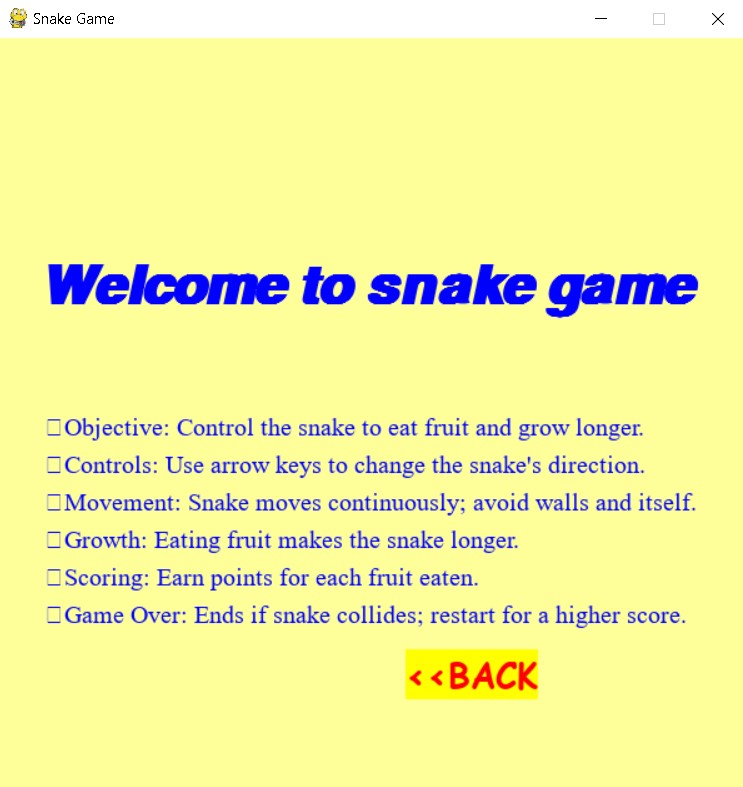 Snake Game
Welcome to snake game
□Objective: Control the snake to eat fruit and grow longer.
□Controls: Use arrow keys to change the snake's direction.
□Movement: Snake moves continuously; avoid walls and itself.
□Growth: Eating fruit makes the snake longer.
□Scoring: Earn points for each fruit eaten.
□Game Over: Ends if snake collides; restart for a higher score.
<<BACK